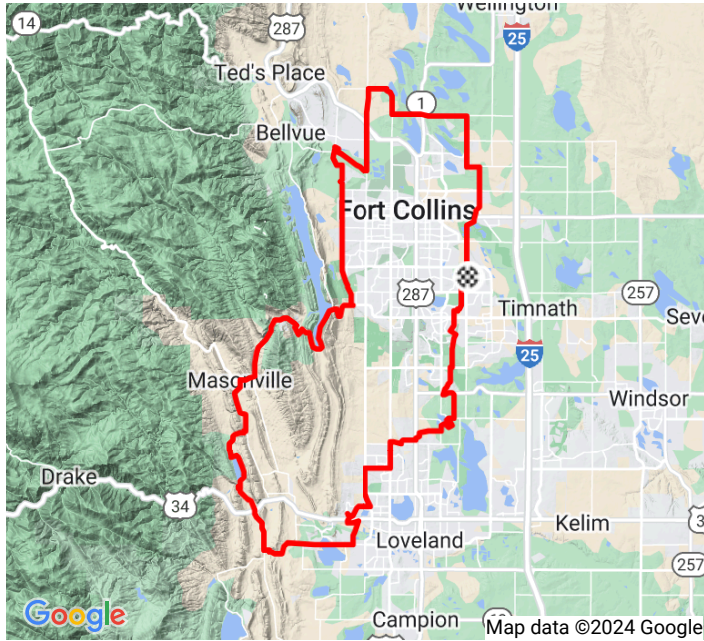 Wellington
14
287
25
Ted's Place
1
Bellvue
Fort Collins
287
257
Timnath
Seve
25
Masonville
Windsor
Drake
34
Kelim
3
Loveland
257
Campion
Google
Map data ©2024 Google